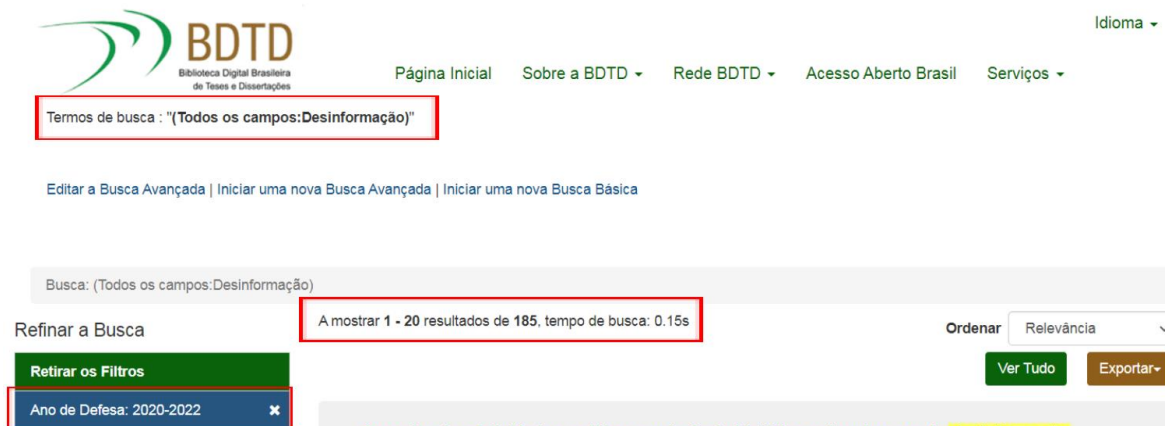 Idioma
BDTD
Biblioteca Digital Brasileira
de Teses e Dissertações
Página Inicial Sobre a BDTD Rede BDTD Acesso Aberto Brasil Serviços
Termos de busca : "(Todos os campos:Desinformação)"
Editar a Busca Avançada | Iniciar uma nova Busca Avançada | Iniciar uma nova Busca Básica
Busca: (Todos os campos:Desinformação)
Refinar a Busca
A mostrar 1 - 20 resultados de 185, tempo de busca: 0.15s
Ordenar Relevância
Retirar os Filtros
Ver Tudo Exportar
Ano de Defesa: 2020-2022 ×